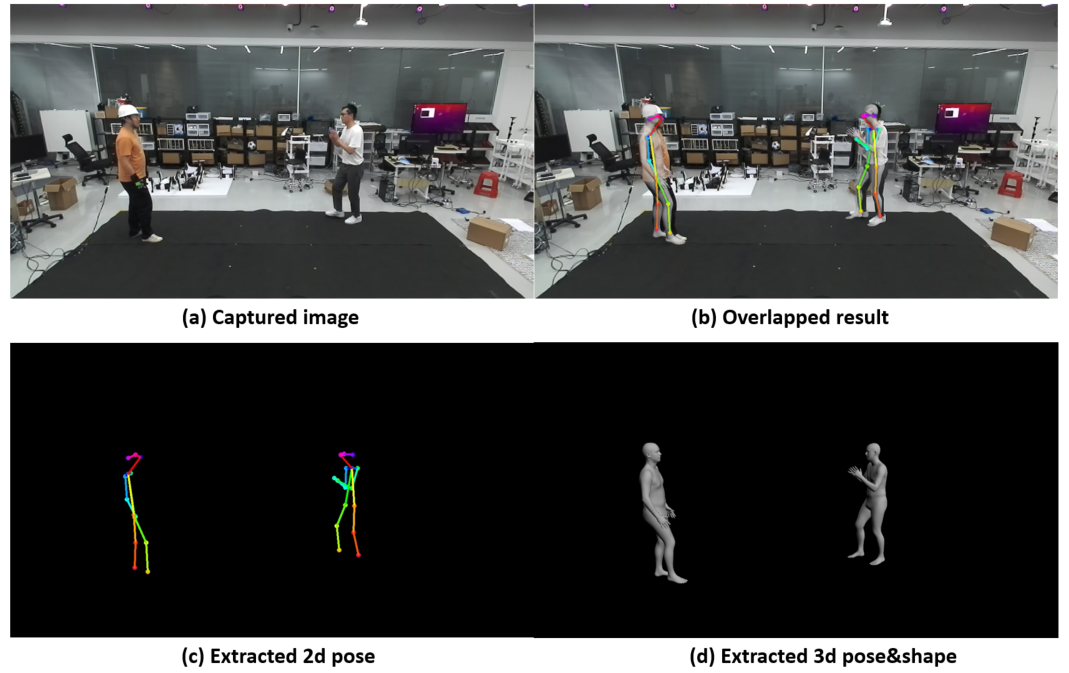 (a) Captured image
(b) Overlapped result
(c) Extracted 2d pose
(d) Extracted 3d pose&shape